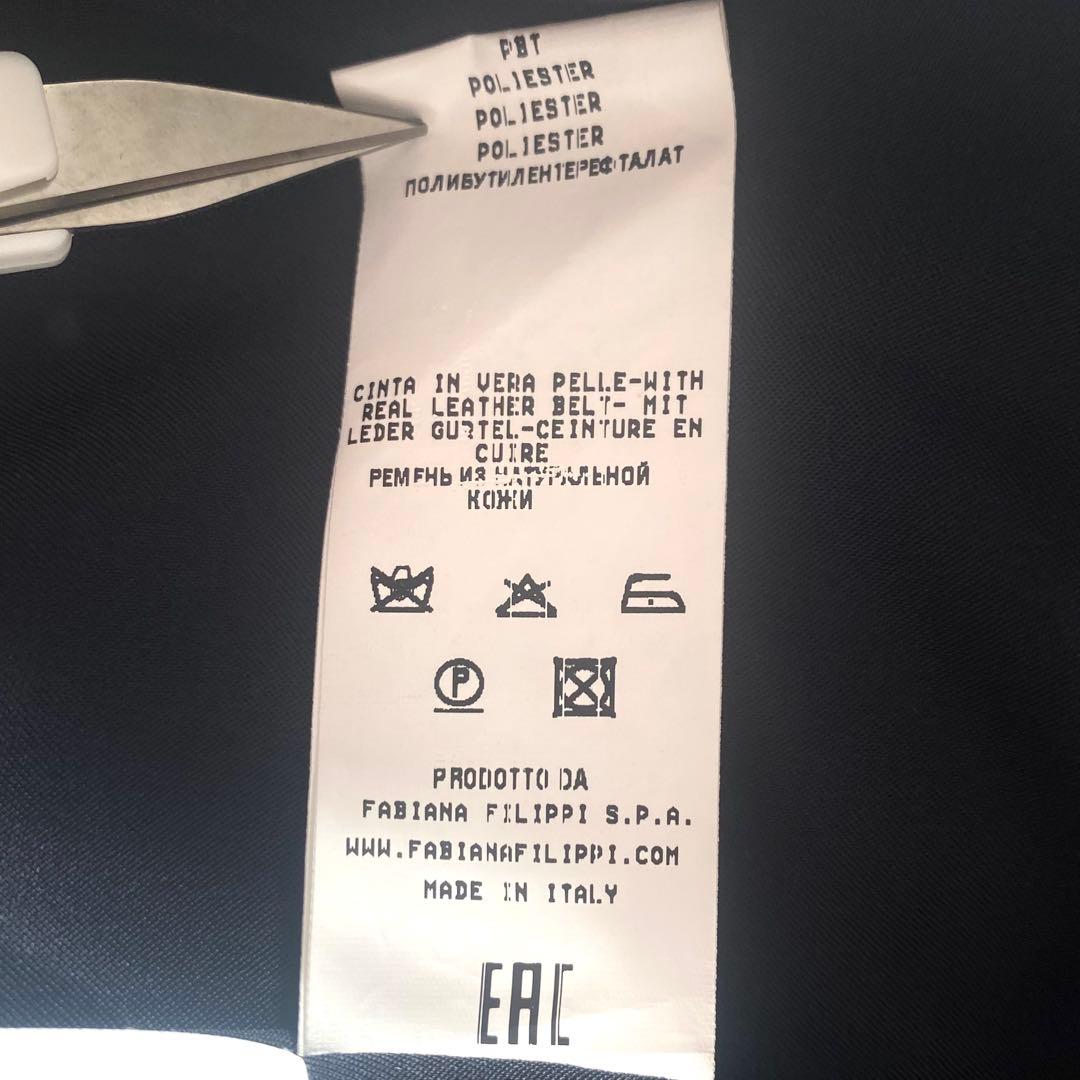 PBT
POLIESTER
POLIESTER
POLIESTER
ПОЛИБУТИЛЕНТЕРЕФТАЛАТ
CINTA IN VERA PELLE-WITH
REAL LEATHER BELT- MIT
LEDER GURTEL-CEINTURE EN
CUIRE
РЕМЕНЬ ИЗ НАТУРАЛЬНОЙ
КОЖИ
P
PRODOTTO DA
FABIANA FILIPPI S.P.A.
WWW.FABIANAFILIPPI.COM
MADE IN ITALY
EAC